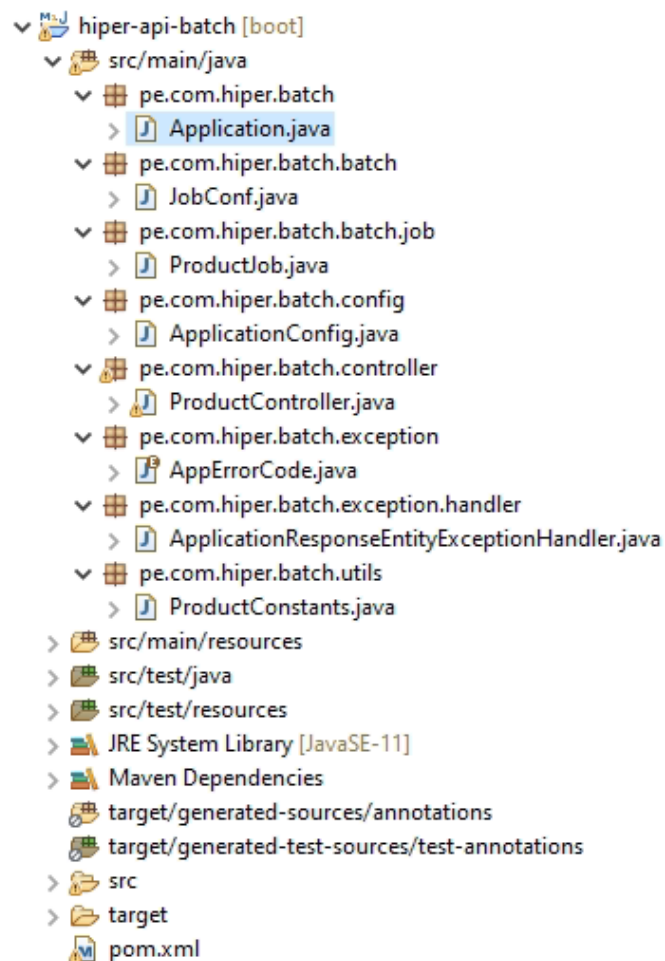 hiper-api-batch [boot]
src/main/java
pe.com.hiper.batch
Application.java
pe.com.hiper.batch.batch
JobConf.java
pe.com.hiper.batch.batch.job
ProductJob.java
pe.com.hiper.batch.config
ApplicationConfig.java
pe.com.hiper.batch.controller
ProductController.java
pe.com.hiper.batch.exception
AppErrorCode.java
pe.com.hiper.batch.exception.handler
ApplicationResponseEntityExceptionHandler.java
pe.com.hiper.batch.utils
ProductConstants.java
src/main/resources
src/test/java
src/test/resources
JRE System Library [JavaSE-11]
Maven Dependencies
target/generated-sources/annotations
target/generated-test-sources/test-annotations
src
target
pom.xml